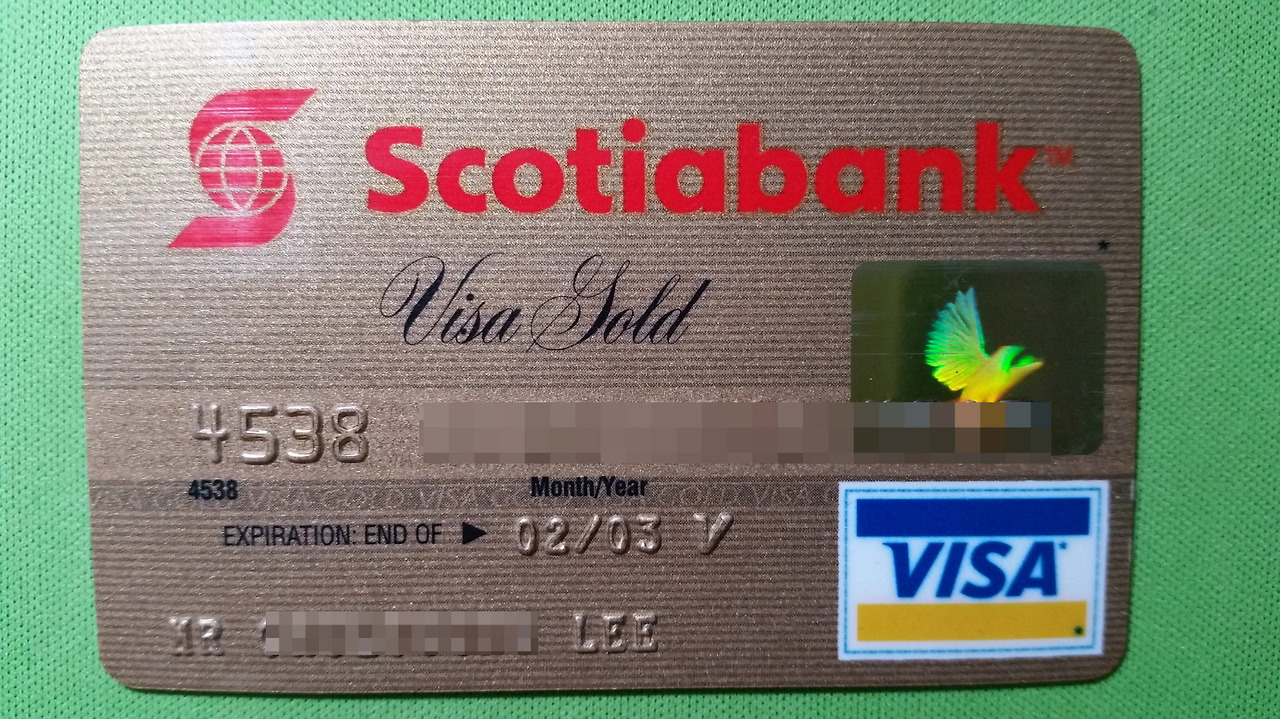 Scotiabank™
Visa Gold
4538
4538 Month/Year
EXPIRATION: END OF ▶ 02/03 V
MR LEE
VISA